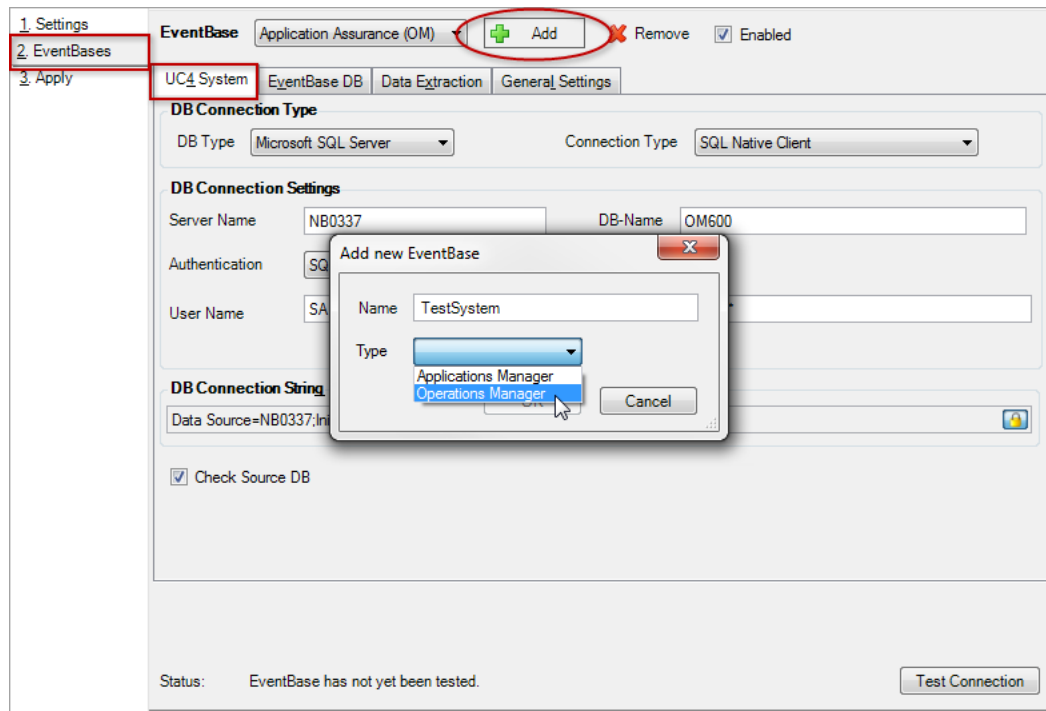 1. Settings
2. EventBases
3. Apply
EventBase Application Assurance (OM) Add Remove Enabled
UC4 System EventBase DB Data Extraction General Settings
DB Connection Type
DB Type Microsoft SQL Server Connection Type SQL Native Client
DB Connection Settings
Server Name NB0337 DB-Name OM600
Add new EventBase
Authentication SQ
User Name SA
Name TestSystem
Type
Applications Manager
Operations Manager
Cancel
DB Connection String
Data Source=NB0337;Ini
Check Source DB
Status: EventBase has not yet been tested. Test Connection